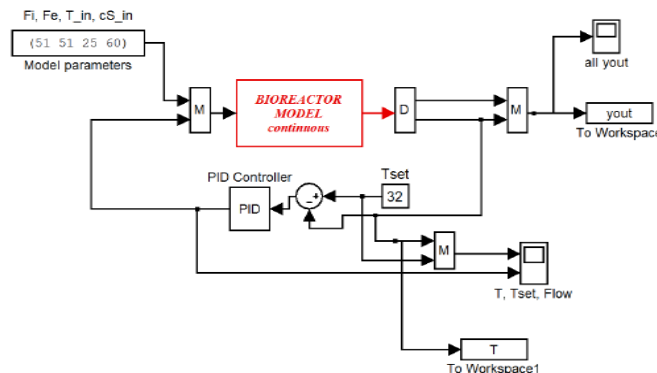 Fi, Fe, T_in, cS_in
(51 51 25 60)
Model parameters
M
BIOREACTOR
MODEL
continuous
D
M
all yout
yout
To Workspace
PID Controller
PID
Tset
32
M
T, Tset, Flow
T
To Workspace1